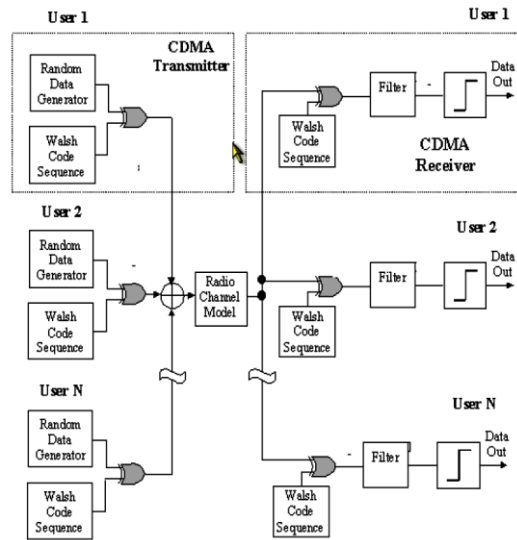 User 1
User 1
CDMA
Transmitter
Random
Data
Generator
Walsh
Code
Sequence
Walsh
Code
Sequence
Filter
Data
Out
CDMA
Receiver
User 2
User 2
Random
Data
Generator
Walsh
Code
Sequence
Radio
Channel
Model
Walsh
Code
Sequence
Filter
Data
Out
User N
User N
Random
Data
Generator
Walsh
Code
Sequence
Walsh
Code
Sequence
Filter
Data
Out